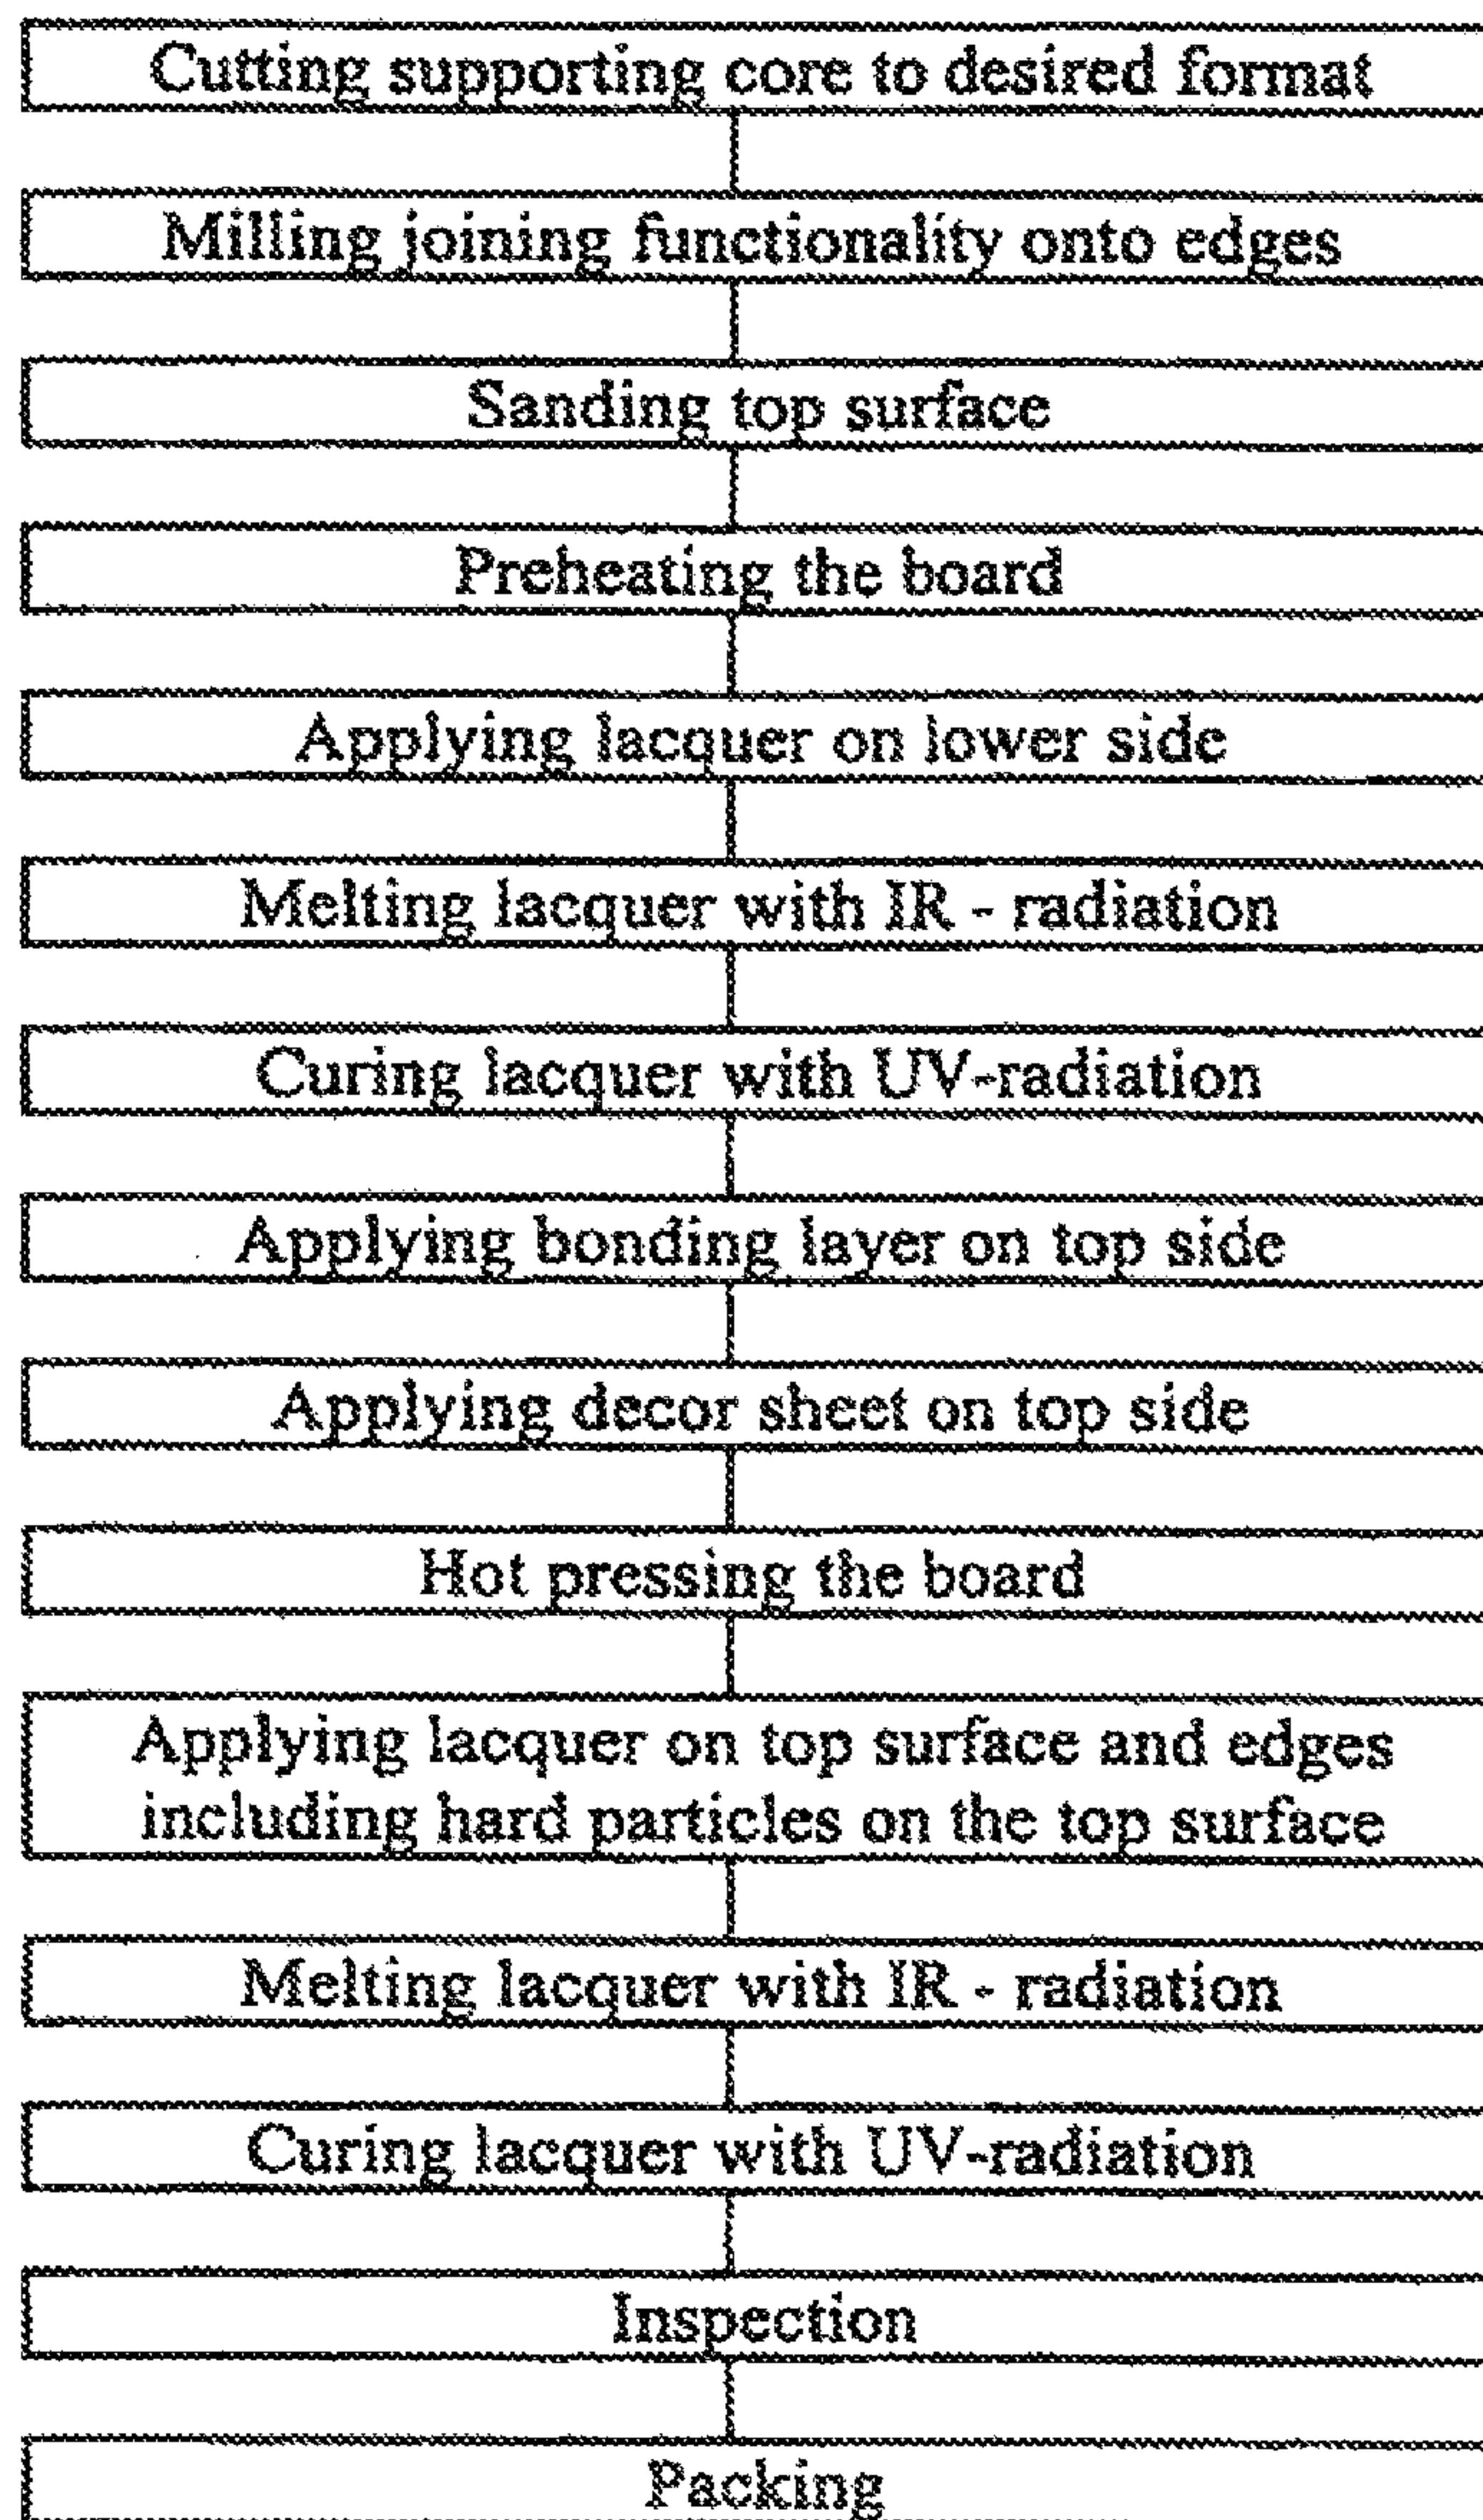 Cutting supporting core to desired format
Milling joining functionality onto edges
Sanding top surface
Preheating the board
Applying lacquer on lower side
Melting lacquer with IR - radiation
Curing lacquer with UV-radiation
Applying bonding layer on top side
Applying decor sheet on top side
Hot pressing the board
Applying lacquer on top surface and edges
including hard particles on the top surface
Melting lacquer with IR - radiation
Curing lacquer with UV-radiation
Inspection
Packing